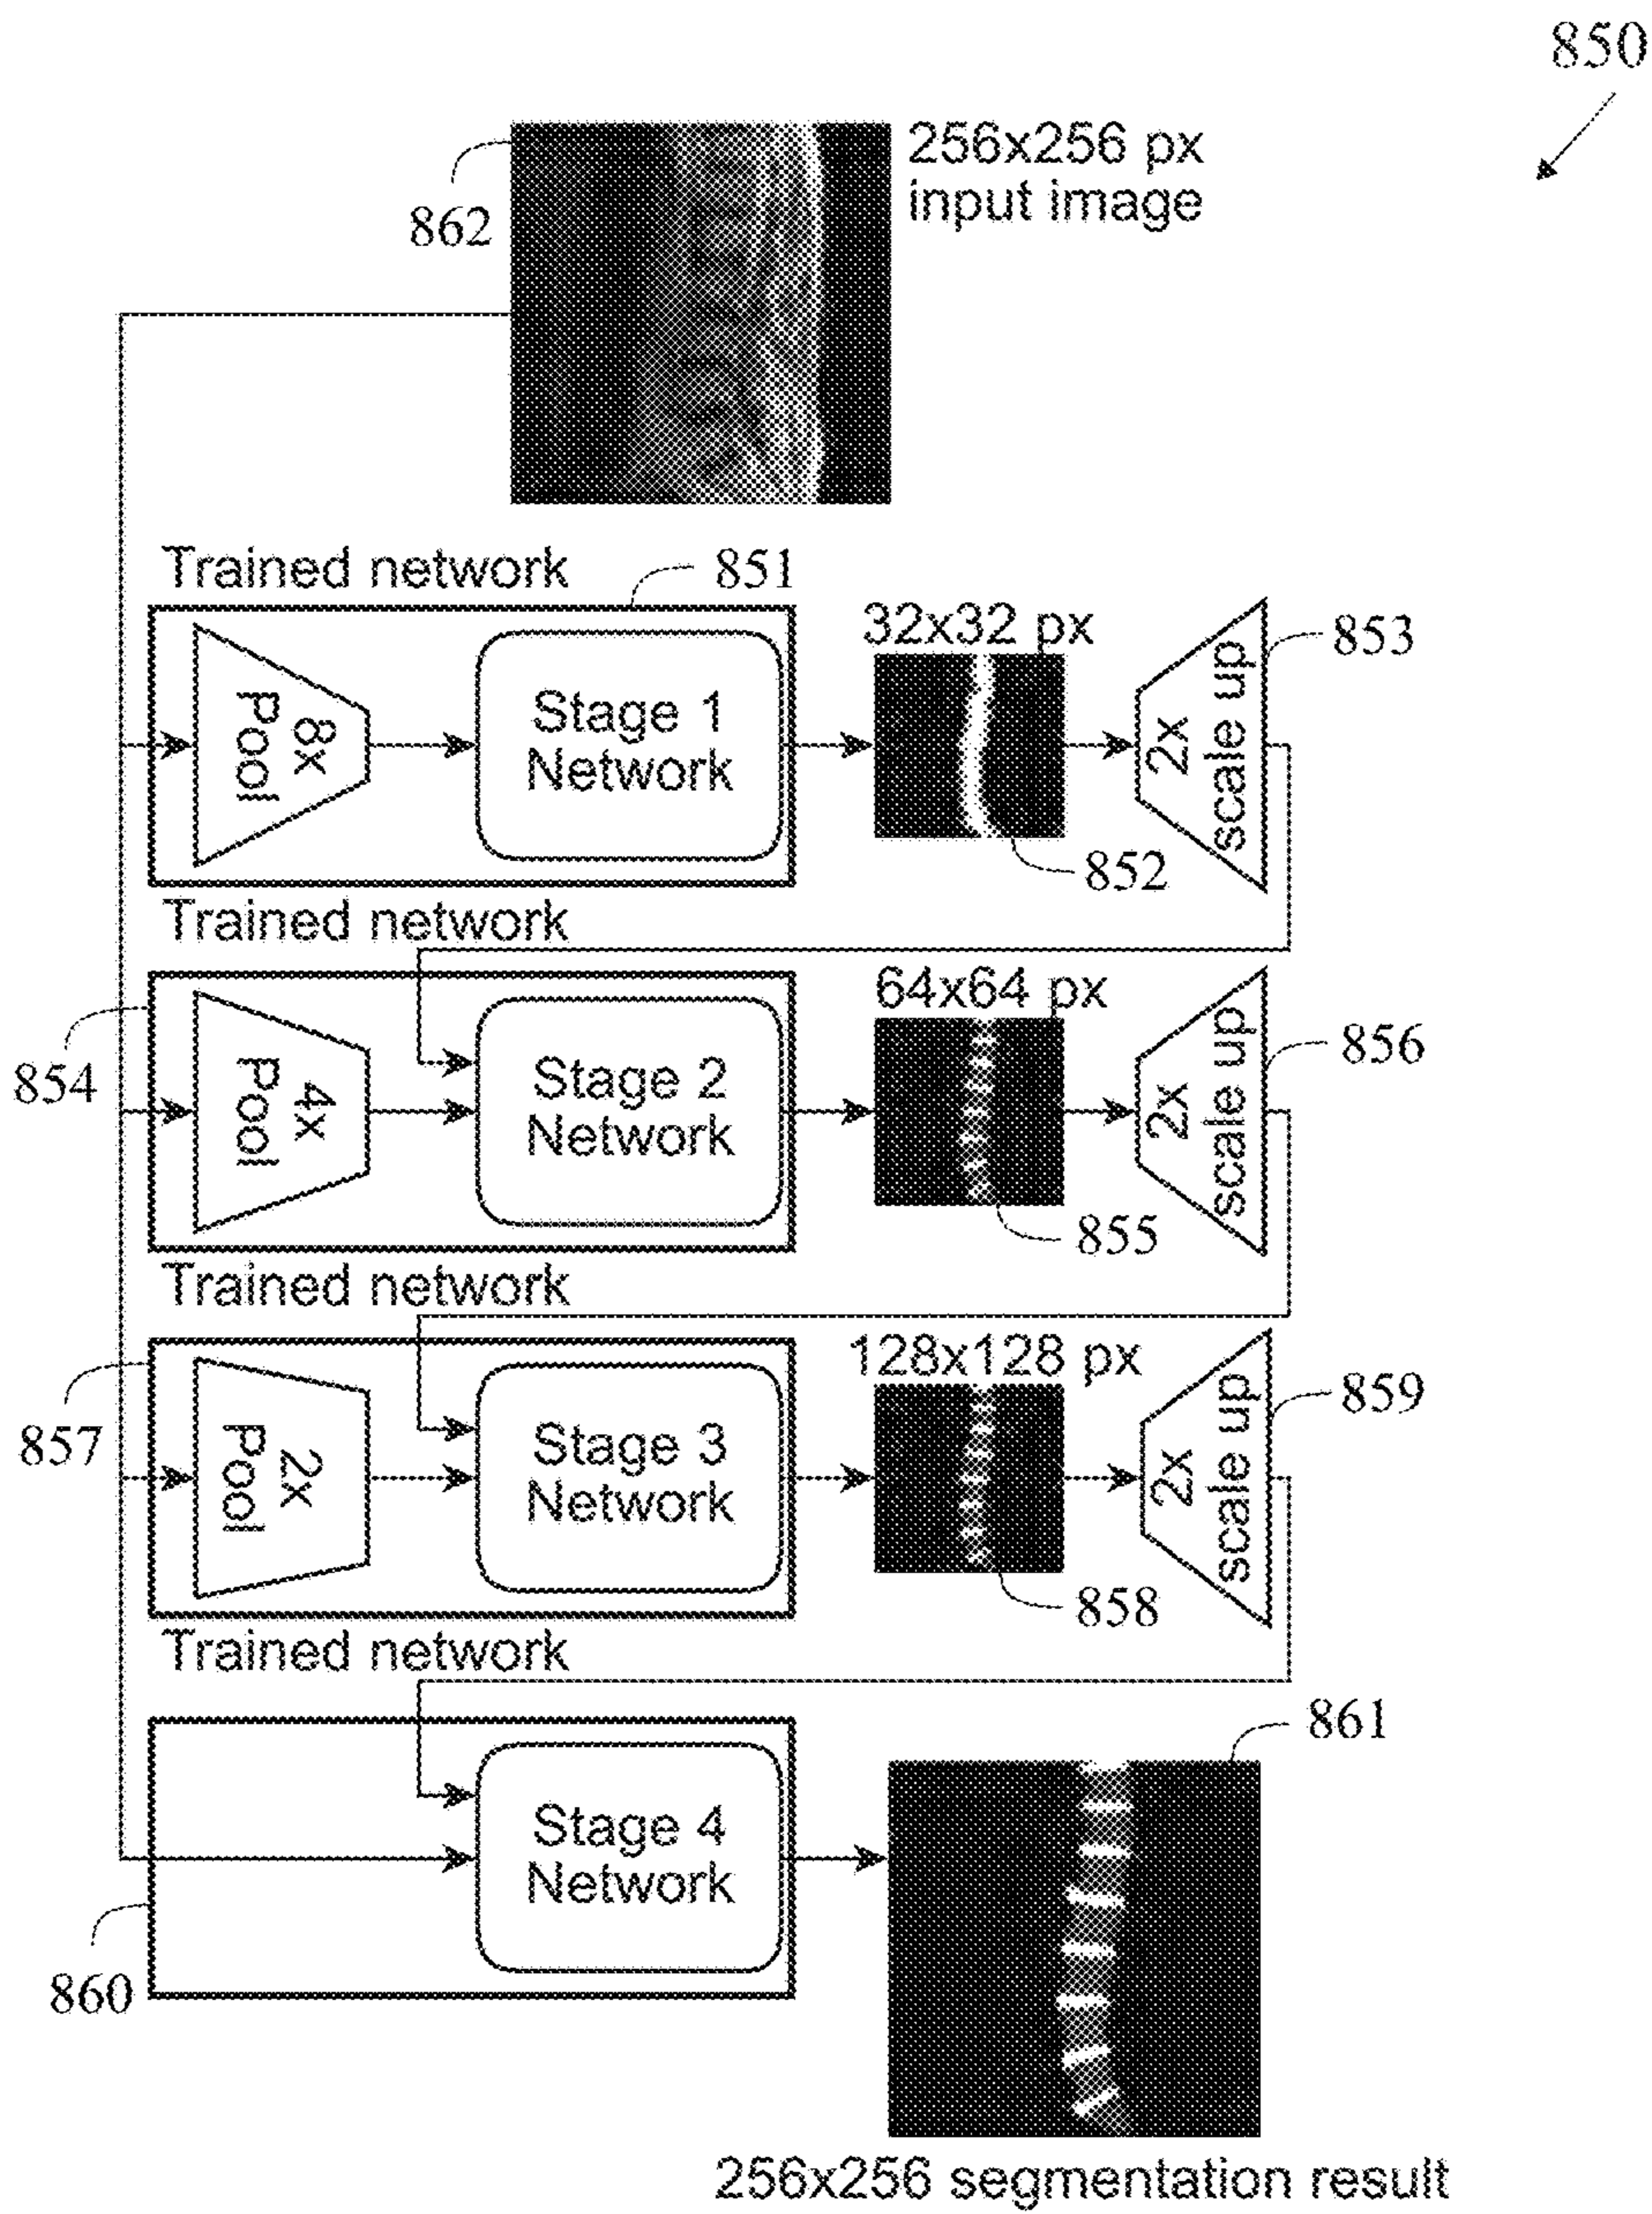 850
256x256 px
input image
862
Trained network
851
32x32 px
853
8x
Pool
Stage 1
Network
2x
scale up
852
Trained network
64x64 px
856
854
4x
Pool
Stage 2
Network
2x
scale up
855
Trained network
128x128 px
859
857
2x
Pool
Stage 3
Network
2x
scale up
858
Trained network
861
Stage 4
Network
860
256x256 segmentation result